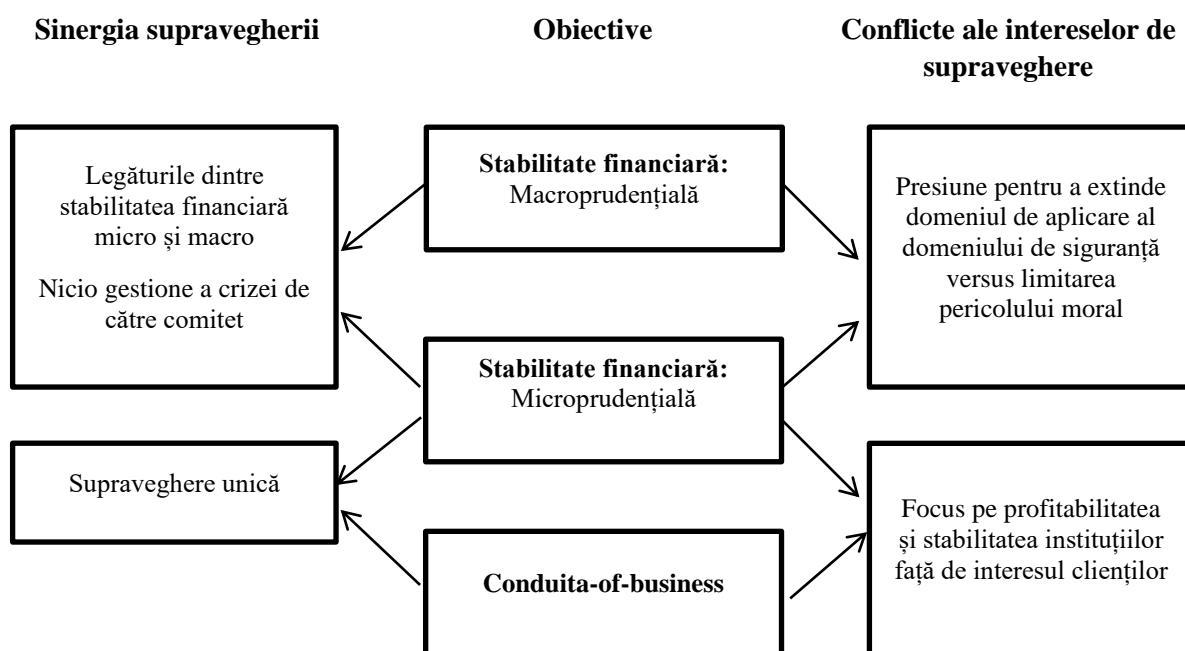 Sinergia supravegherii
Obiective
Conflicte ale intereselor de
supraveghere
Legăturile dintre
stabilitatea financiară
micro și macro
Nicio gestione a crizei de
către comitet
Stabilitate financiară:
Macroprudențială
Presiune pentru a extinde
domeniul de aplicare al
domeniului de siguranță
versus limitarea
pericolului moral
Stabilitate financiară:
Microprudențială
Supraveghere unică
Conduita-of-business
Focus pe profitabilitatea
și stabilitatea instituțiilor
față de interesul clienților